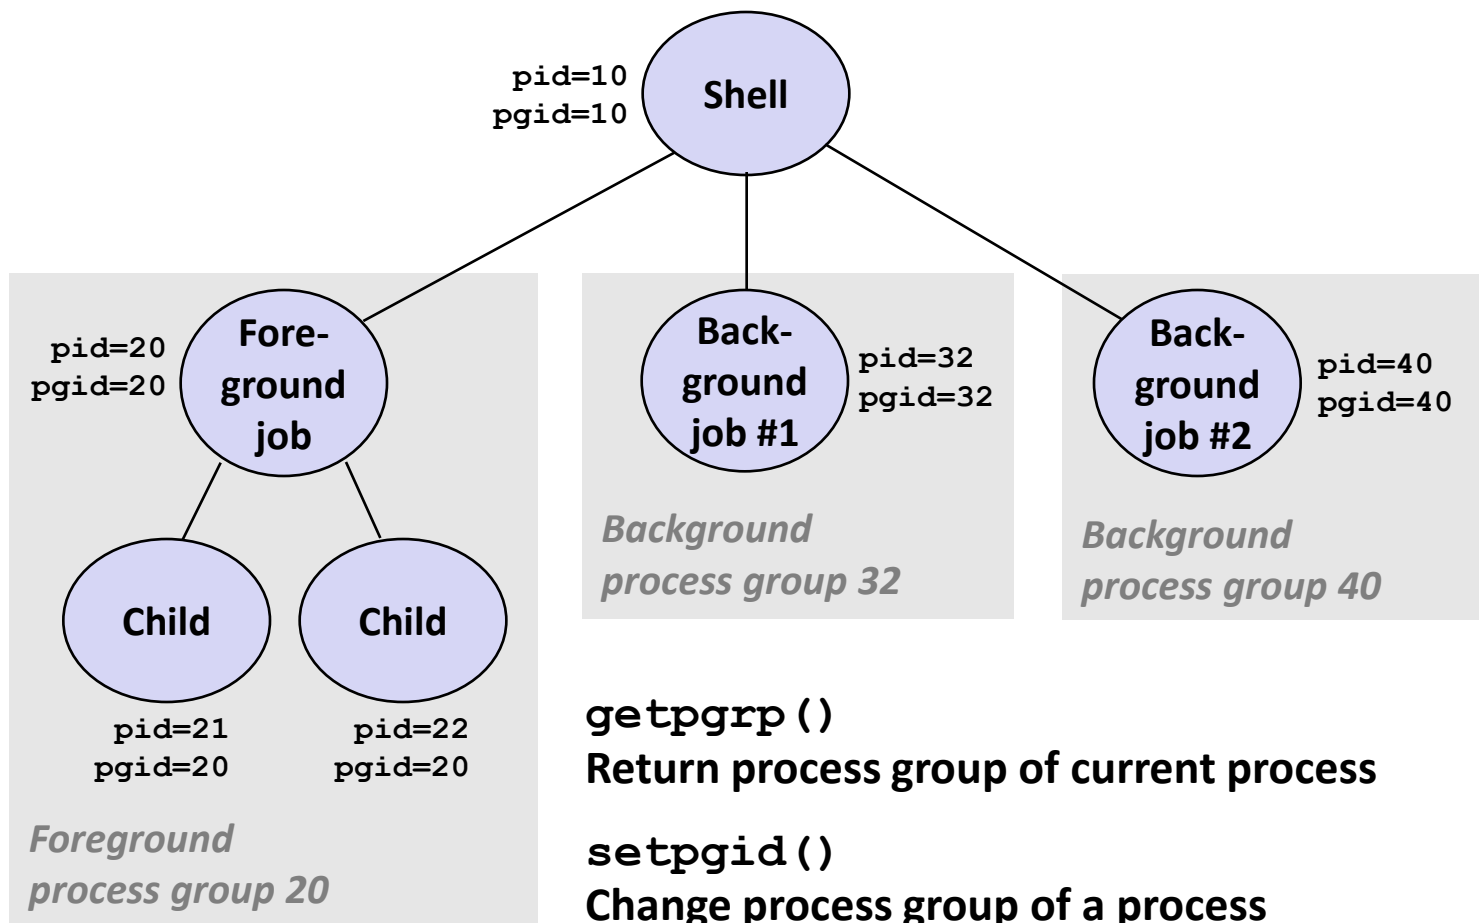 pid=10
pgid=10
Shell
pid=20
pgid=20
Fore-
ground
job
Back-
ground
job #1
pid=32
pgid=32
Back-
ground
job #2
pid=40
pgid=40
Background
process group 32
Background
process group 40
Child
Child
pid=21
pgid=20
pid=22
pgid=20
Foreground
process group 20
getpgrp()
Return process group of current process
setpgid()
Change process group of a process